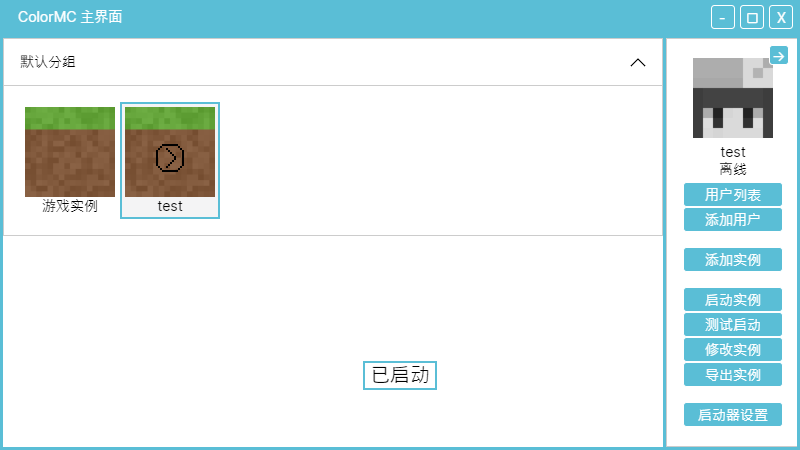 ColorMC 主界面
- □ X
默认分组
游戏实例
test
已启动
test
离线
用户列表
添加用户
添加实例
启动实例
测试启动
修改实例
导出实例
启动器设置